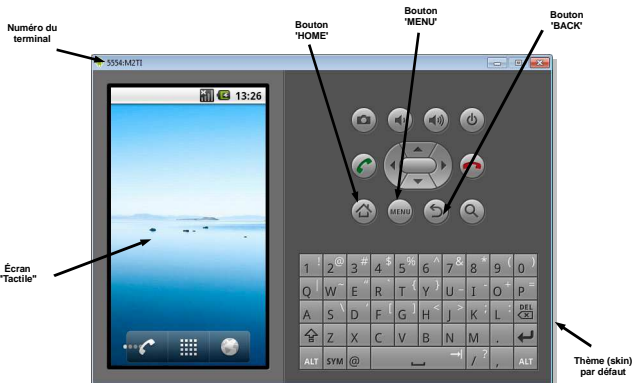 Numéro du
terminal
Bouton
'HOME'
Bouton
'MENU'
Bouton
'BACK'
5554:M2TI
13:26
MENU
Écran
"Tactile"
1 ! 2 @ 3 # 4 $ 5 % 6 ^ 7 & 8 * 9 ( 0 )
Q | W ~ E " R ` T { Y } U _ I - O + P =
A S \ D ' F [ G ] H < J > K ; L : DEL
Z X C V B N M .
ALT SYM @ / ? , ALT
Thème (skin)
par défaut